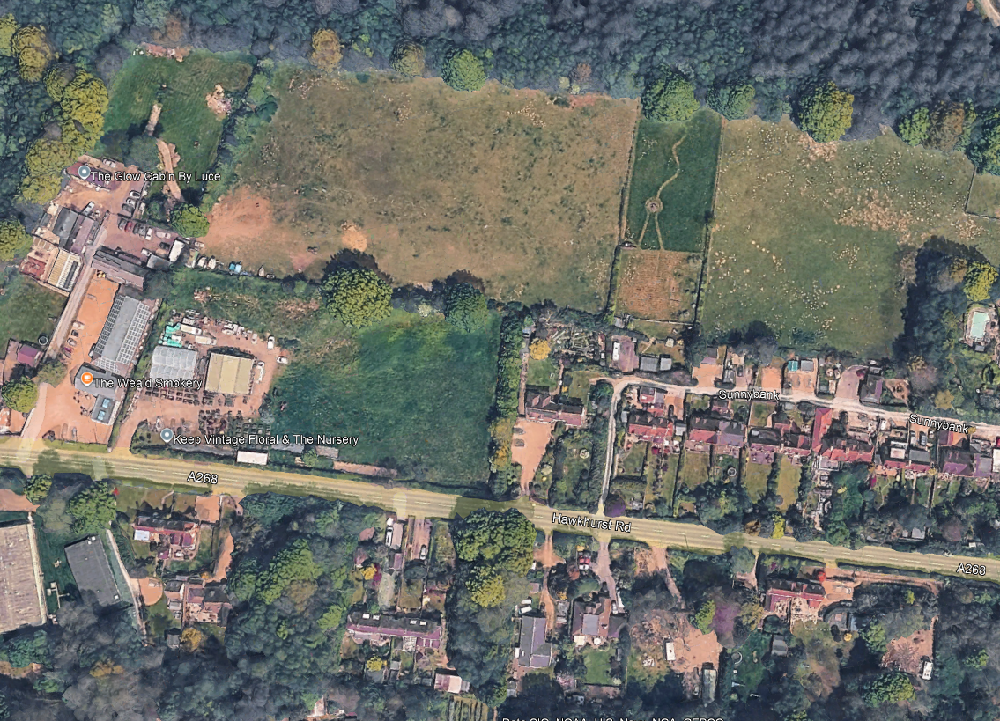 The Glow Cabin By Luce
The Weald Smokery
Sunnybank
Sunnybank
Keep Vintage Floral & The Nursery
A268
Hawkhurst Rd
A268